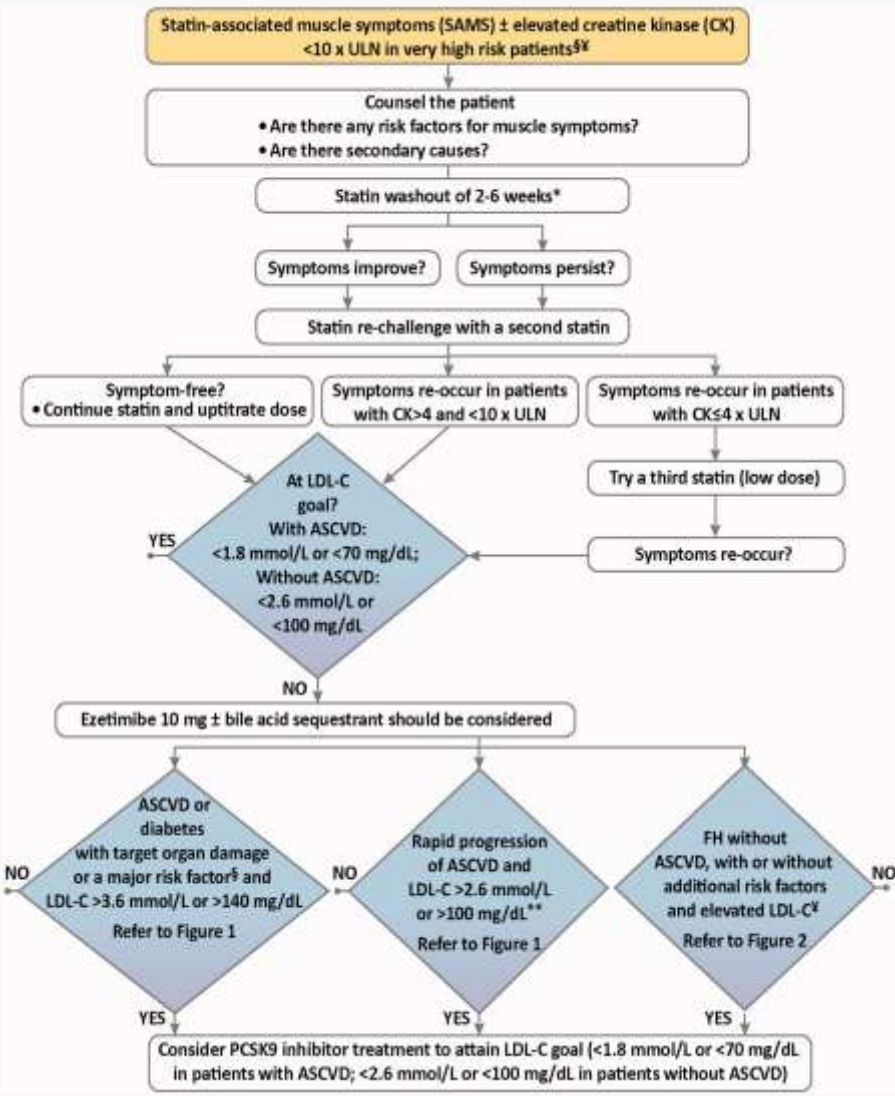 Statin-associated muscle symptoms (SAMS) ± elevated creatine kinase (CK)
<10 x ULN in very high risk patients§¥
Counsel the patient
• Are there any risk factors for muscle symptoms?
• Are there secondary causes?
Statin washout of 2-6 weeks*
Symptoms improve?
Symptoms persist?
Statin re-challenge with a second statin
Symptom-free?
• Continue statin and uptitrate dose
Symptoms re-occur in patients
with CK>4 and <10 x ULN
Symptoms re-occur in patients
with CK≤4 x ULN
Try a third statin (low dose)
Symptoms re-occur?
At LDL-C
goal?
With ASCVD:
<1.8 mmol/L or <70 mg/dL;
Without ASCVD:
<2.6 mmol/L or
<100 mg/dL
YES
NO
Ezetimibe 10 mg ± bile acid sequestrant should be considered
ASCVD or
diabetes
with target organ damage
or a major risk factor§ and
LDL-C >3.6 mmol/L or >140 mg/dL
Refer to Figure 1
NO
YES
Rapid progression
of ASCVD and
LDL-C >2.6 mmol/L
or >100 mg/dL**
Refer to Figure 1
NO
YES
FH without
ASCVD, with or without
additional risk factors
and elevated LDL-C¥
Refer to Figure 2
NO
YES
Consider PCSK9 inhibitor treatment to attain LDL-C goal (<1.8 mmol/L or <70 mg/dL
in patients with ASCVD; <2.6 mmol/L or <100 mg/dL in patients without ASCVD)